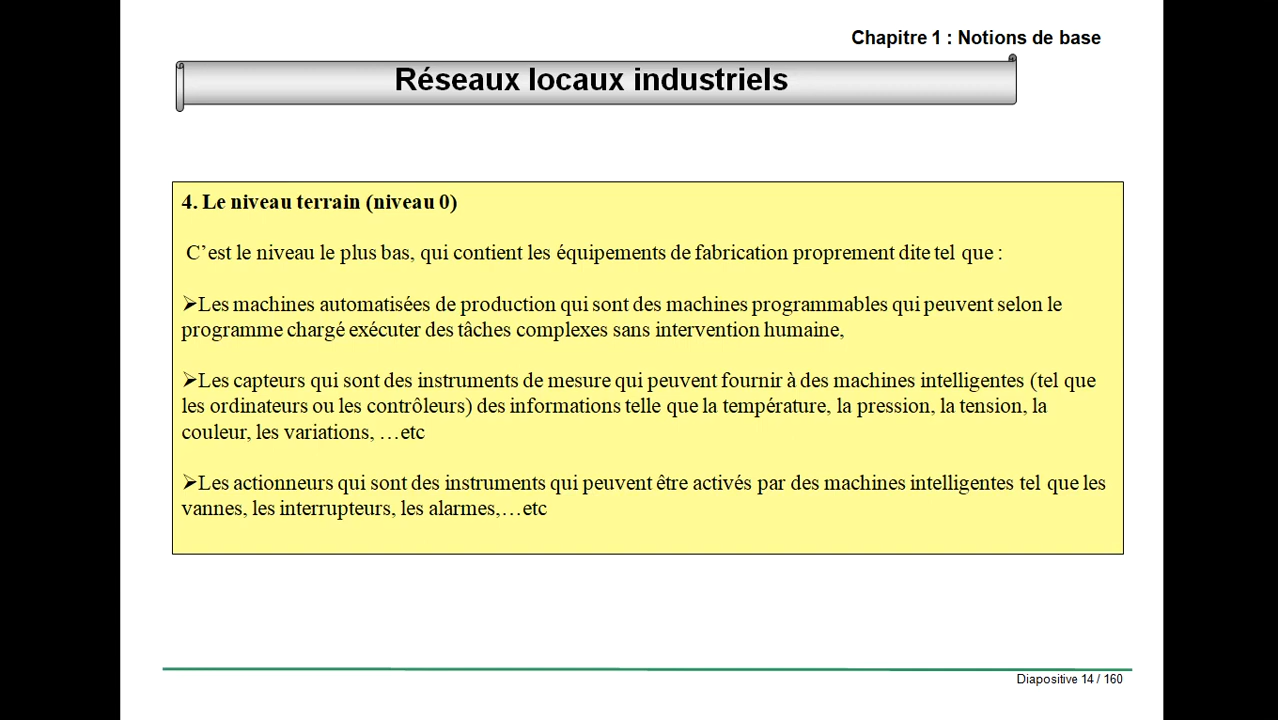 Chapitre 1 : Notions de base
Réseaux locaux industriels
4. Le niveau terrain (niveau 0)
C’est le niveau le plus bas, qui contient les équipements de fabrication proprement dite tel que :
➢Les machines automatisées de production qui sont des machines programmables qui peuvent selon le
programme chargé exécuter des tâches complexes sans intervention humaine,
➢Les capteurs qui sont des instruments de mesure qui peuvent fournir à des machines intelligentes (tel que
les ordinateurs ou les contrôleurs) des informations telle que la température, la pression, la tension, la
couleur, les variations, …etc
➢Les actionneurs qui sont des instruments qui peuvent être activés par des machines intelligentes tel que les
vannes, les interrupteurs, les alarmes,…etc
Diapositive 14 / 160